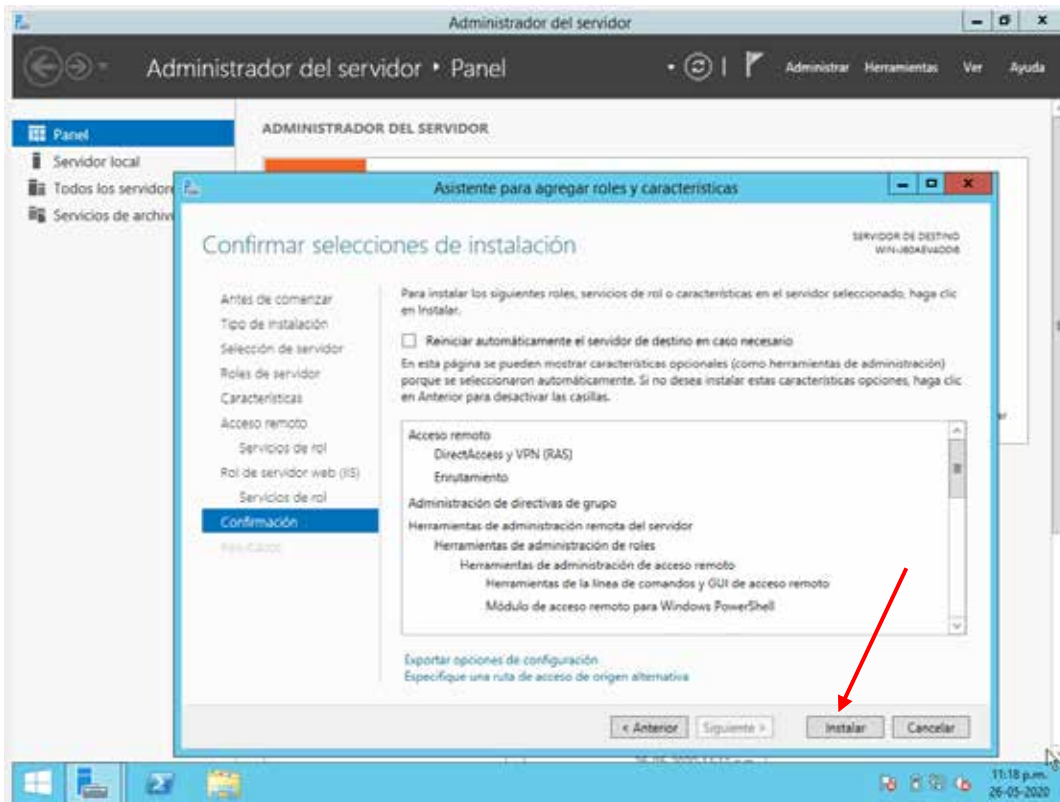 Administrador del servidor
Administrador del servidor • Panel
Administrar Herramientas Ver Ayuda
Panel
Servidor local
Todos los servidore
Servicios de archiv
ADMINISTRADOR DEL SERVIDOR
Asistente para agregar roles y características
Confirmar selecciones de instalación
SERVIDOR DE DESTINO
Antes de comenzar
Tipo de instalación
Selección de servidor
Roles de servidor
Características
Acceso remoto
Servicios de rol
Rol de servidor web (IIS)
Servicios de rol
Confirmación
Resultados
Para instalar los siguientes roles, servicios de rol o características en el servidor seleccionado, haga clic
en Instalar.
Reiniciar automáticamente el servidor de destino en caso necesario
En esta página se pueden mostrar características opcionales (como herramientas de administración)
porque se seleccionaron automáticamente. Si no desea instalar estas características opciones, haga clic
en Anterior para desactivar las casillas.
Acceso remoto
DirectAccess y VPN (RAS)
Enrutamiento
Administración de directivas de grupo
Herramientas de administración remota del servidor
Herramientas de administración de roles
Herramientas de administración de acceso remoto
Herramientas de la línea de comandos y GUI de acceso remoto
Módulo de acceso remoto para Windows PowerShell
Exportar opciones de configuración
Especifique una ruta de acceso de origen alternativa
< Anterior Siguiente > Instalar Cancelar
11:18 p.m.
26-05-2020